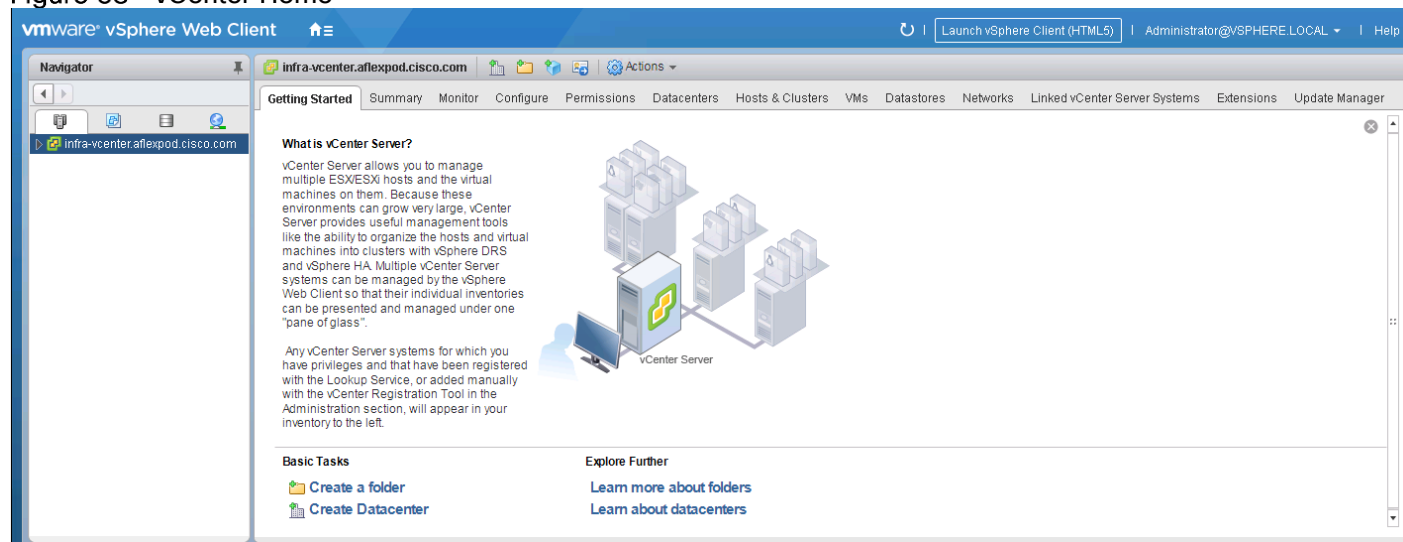 Figure 38 vCenter Home
vmware® vSphere Web Client
Launch vSphere Client (HTML5)
Administrator@VSPHERE.LOCAL
Help
Navigator
infra-vcenter.aflexpod.cisco.com
Actions
Getting Started Summary Monitor Configure Permissions Datacenters Hosts & Clusters VMs Datastores Networks Linked vCenter Server Systems Extensions Update Manager
infra-vcenter.aflexpod.cisco.com
What is vCenter Server?
vCenter Server allows you to manage
multiple ESX/ESXi hosts and the virtual
machines on them. Because these
environments can grow very large, vCenter
Server provides useful management tools
like the ability to organize the hosts and virtual
machines into clusters with vSphere DRS
and vSphere HA. Multiple vCenter Server
systems can be managed by the vSphere
Web Client so that their individual inventories
can be presented and managed under one
"pane of glass".
Any vCenter Server systems for which you
have privileges and that have been registered
with the Lookup Service, or added manually
with the vCenter Registration Tool in the
Administration section, will appear in your
inventory to the left.
vCenter Server
Basic Tasks
Create a folder
Create Datacenter
Explore Further
Learn more about folders
Learn about datacenters